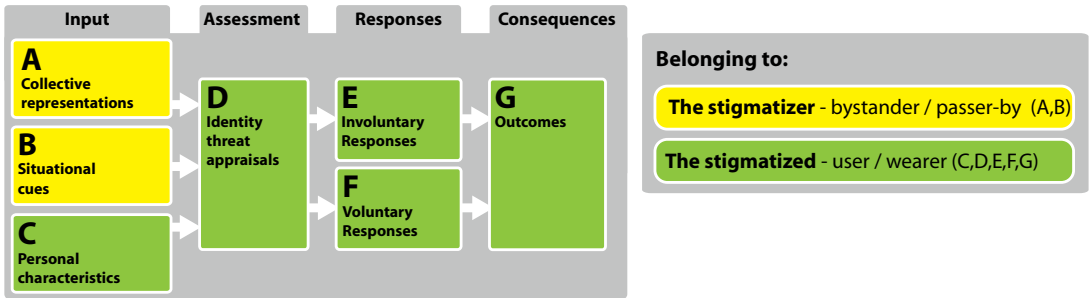 Input
Assessment
Responses
Consequences
A
Collective
representations
B
Situational
cues
C
Personal
characteristics
D
Identity
threat
appraisals
E
Involuntary
Responses
F
Voluntary
Responses
G
Outcomes
Belonging to:
The stigmatizer - bystander / passer-by (A,B)
The stigmatized - user / wearer (C,D,E,F,G)